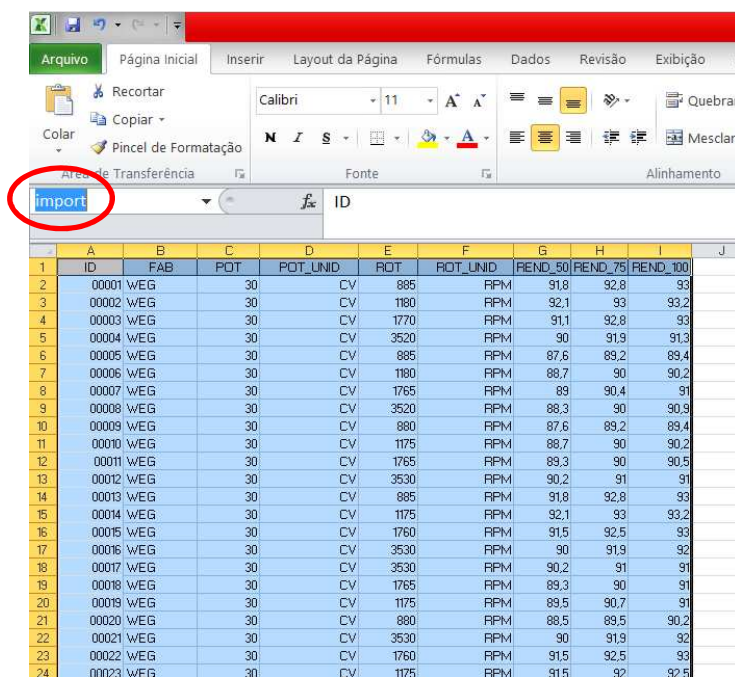 Arquivo Página Inicial Inserir Layout da Página Fórmulas Dados Revisão Exibição
Recortar
Copiar
Pincel de Formatação
Colar
Calibri 11 A A
N I S A
Quebra
Mesclar
Área de Transferência Fonte Alinhamento
import fx ID
A B C D E F G H I J
1 ID FAB POT POT_UNID ROT ROT_UNID REND_50 REND_75 REND_100
2 00001 WEG 30 CV 885 RPM 91,8 92,8 93
3 00002 WEG 30 CV 1180 RPM 92,1 93 93,2
4 00003 WEG 30 CV 1770 RPM 91,1 92,8 93
5 00004 WEG 30 CV 3520 RPM 90 91,9 91,3
6 00005 WEG 30 CV 885 RPM 87,6 89,2 89,4
7 00006 WEG 30 CV 1180 RPM 88,7 90 90,2
8 00007 WEG 30 CV 1765 RPM 89 90,4 91
9 00008 WEG 30 CV 3520 RPM 88,3 90 90,9
10 00009 WEG 30 CV 880 RPM 87,6 89,2 89,4
11 00010 WEG 30 CV 1175 RPM 88,7 90 90,2
12 00011 WEG 30 CV 1765 RPM 89,3 90 90,5
13 00012 WEG 30 CV 3530 RPM 90,2 91 91
14 00013 WEG 30 CV 885 RPM 91,8 92,8 93
15 00014 WEG 30 CV 1175 RPM 92,1 93 93,2
16 00015 WEG 30 CV 1760 RPM 91,5 92,5 93
17 00016 WEG 30 CV 3530 RPM 90 91,9 92
18 00017 WEG 30 CV 3530 RPM 90,2 91 91
19 00018 WEG 30 CV 1765 RPM 89,3 90 91
20 00019 WEG 30 CV 1175 RPM 89,5 90,7 91
21 00020 WEG 30 CV 880 RPM 88,5 89,5 90,2
22 00021 WEG 30 CV 3530 RPM 90 91,9 92
23 00022 WEG 30 CV 1760 RPM 91,5 92,5 93
24 00023 WEG 30 CV 1175 RPM 91,5 92 92,5